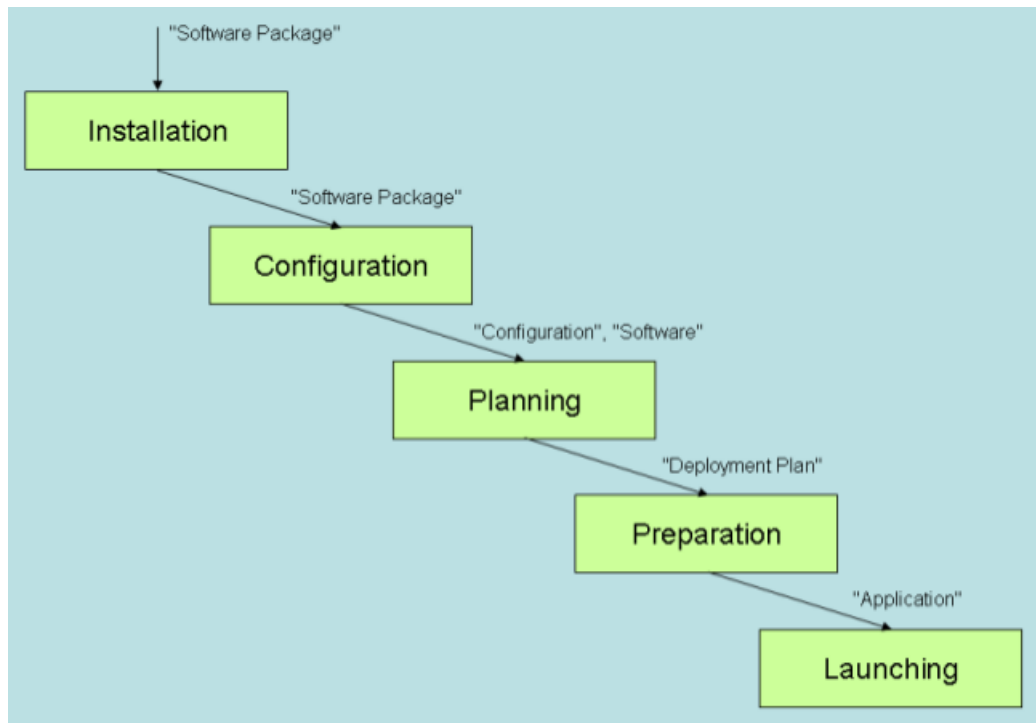 "Software Package"
Installation
"Software Package"
Configuration
"Configuration", "Software"
Planning
"Deployment Plan"
Preparation
"Application"
Launching